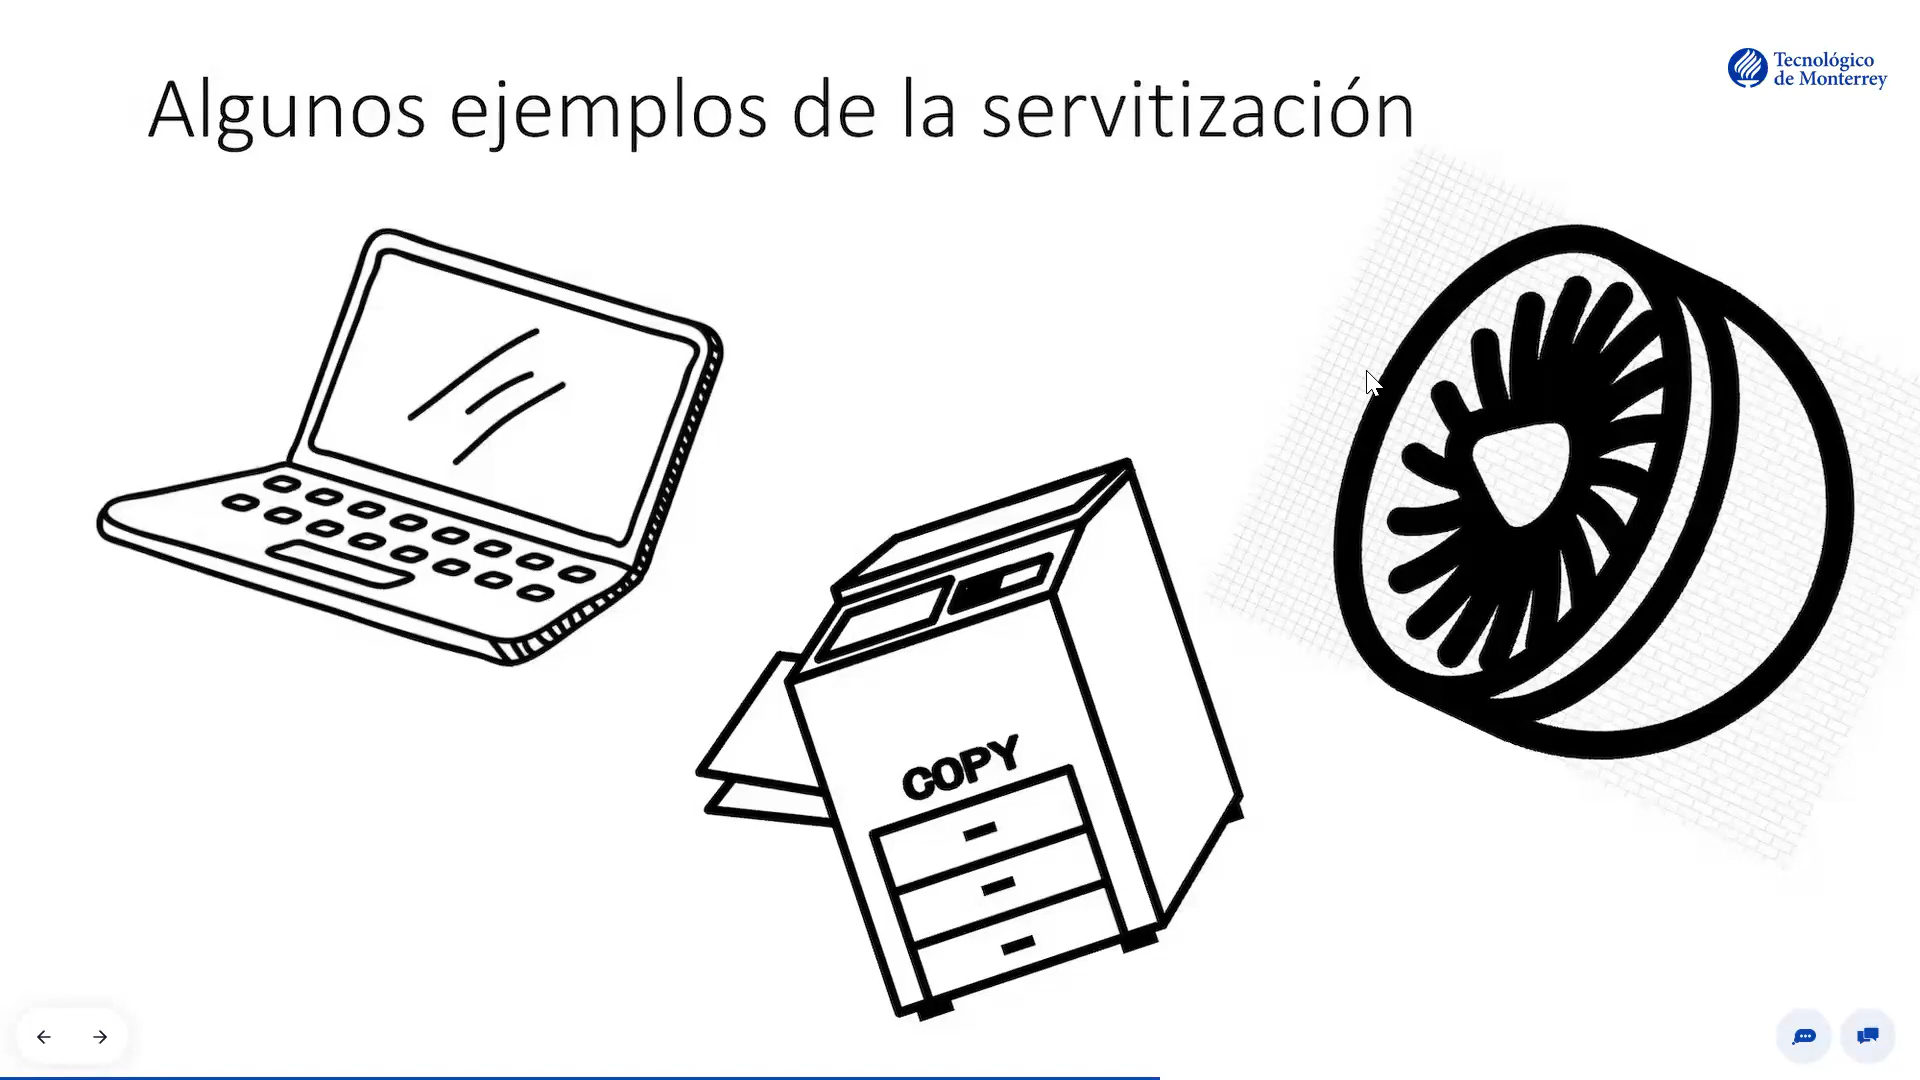 Algunos ejemplos de la servitización
Tecnológico
de Monterrey
COPY